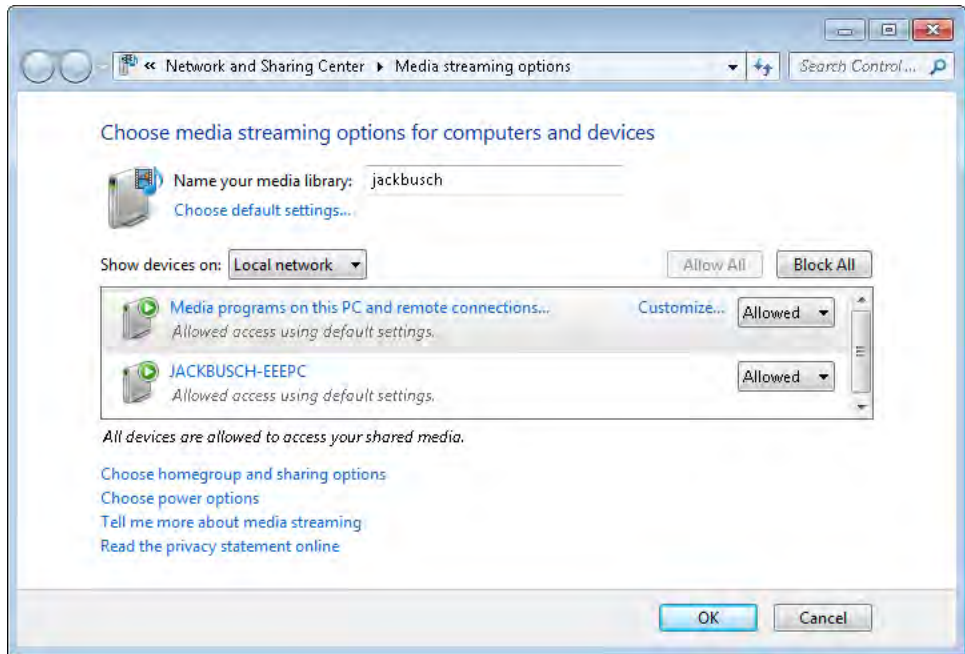 « Network and Sharing Center ▸ Media streaming options Search Control...
Choose media streaming options for computers and devices
Name your media library: jackbusch
Choose default settings...
Show devices on: Local network Allow All Block All
Media programs on this PC and remote connections... Customize... Allowed
Allowed access using default settings.
JACKBUSCH-EEEPC Allowed
Allowed access using default settings.
All devices are allowed to access your shared media.
Choose homegroup and sharing options
Choose power options
Tell me more about media streaming
Read the privacy statement online
OK Cancel